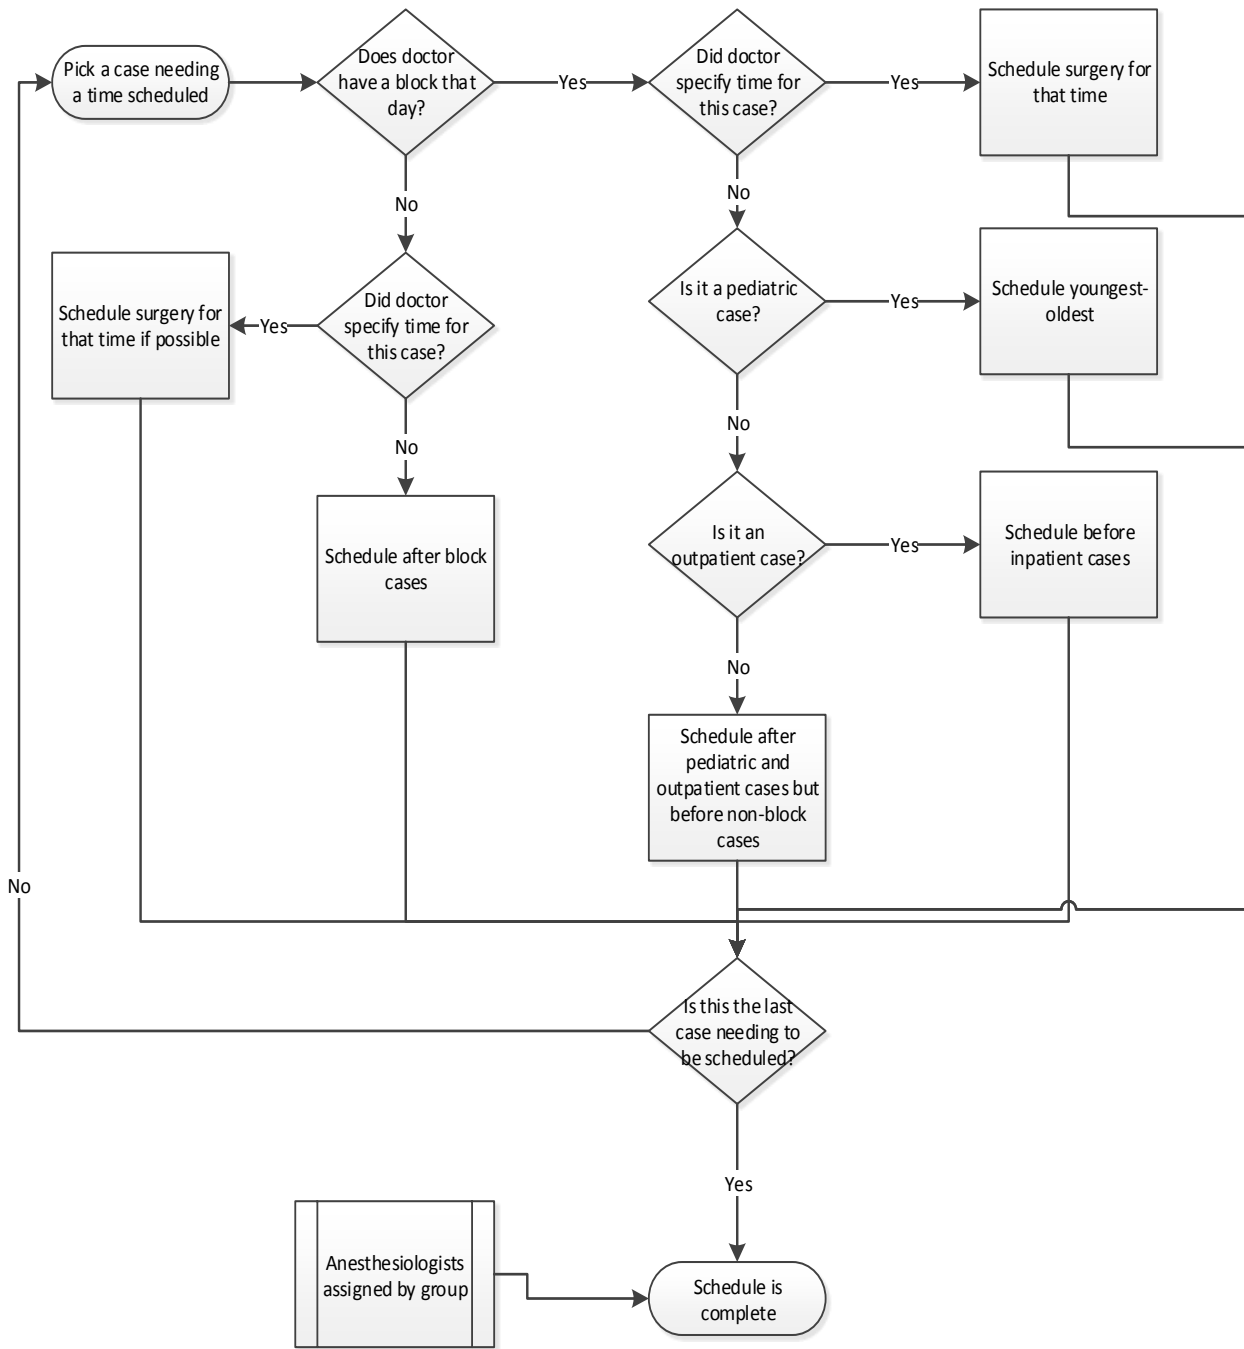 Pick a case needing
a time scheduled
Does doctor
have a block that
day?
Yes
Did doctor
specify time for
this case?
Yes
Schedule surgery for
that time
No
No
Schedule surgery for
that time if possible
Yes
Did doctor
specify time for
this case?
Is it a pediatric
case?
Yes
Schedule youngest-
oldest
No
No
Schedule after block
cases
Is it an
outpatient case?
Yes
Schedule before
inpatient cases
No
Schedule after
pediatric and
outpatient cases but
before non-block
cases
No
Is this the last
case needing to
be scheduled?
Yes
Anesthesiologists
assigned by group
Schedule is
complete